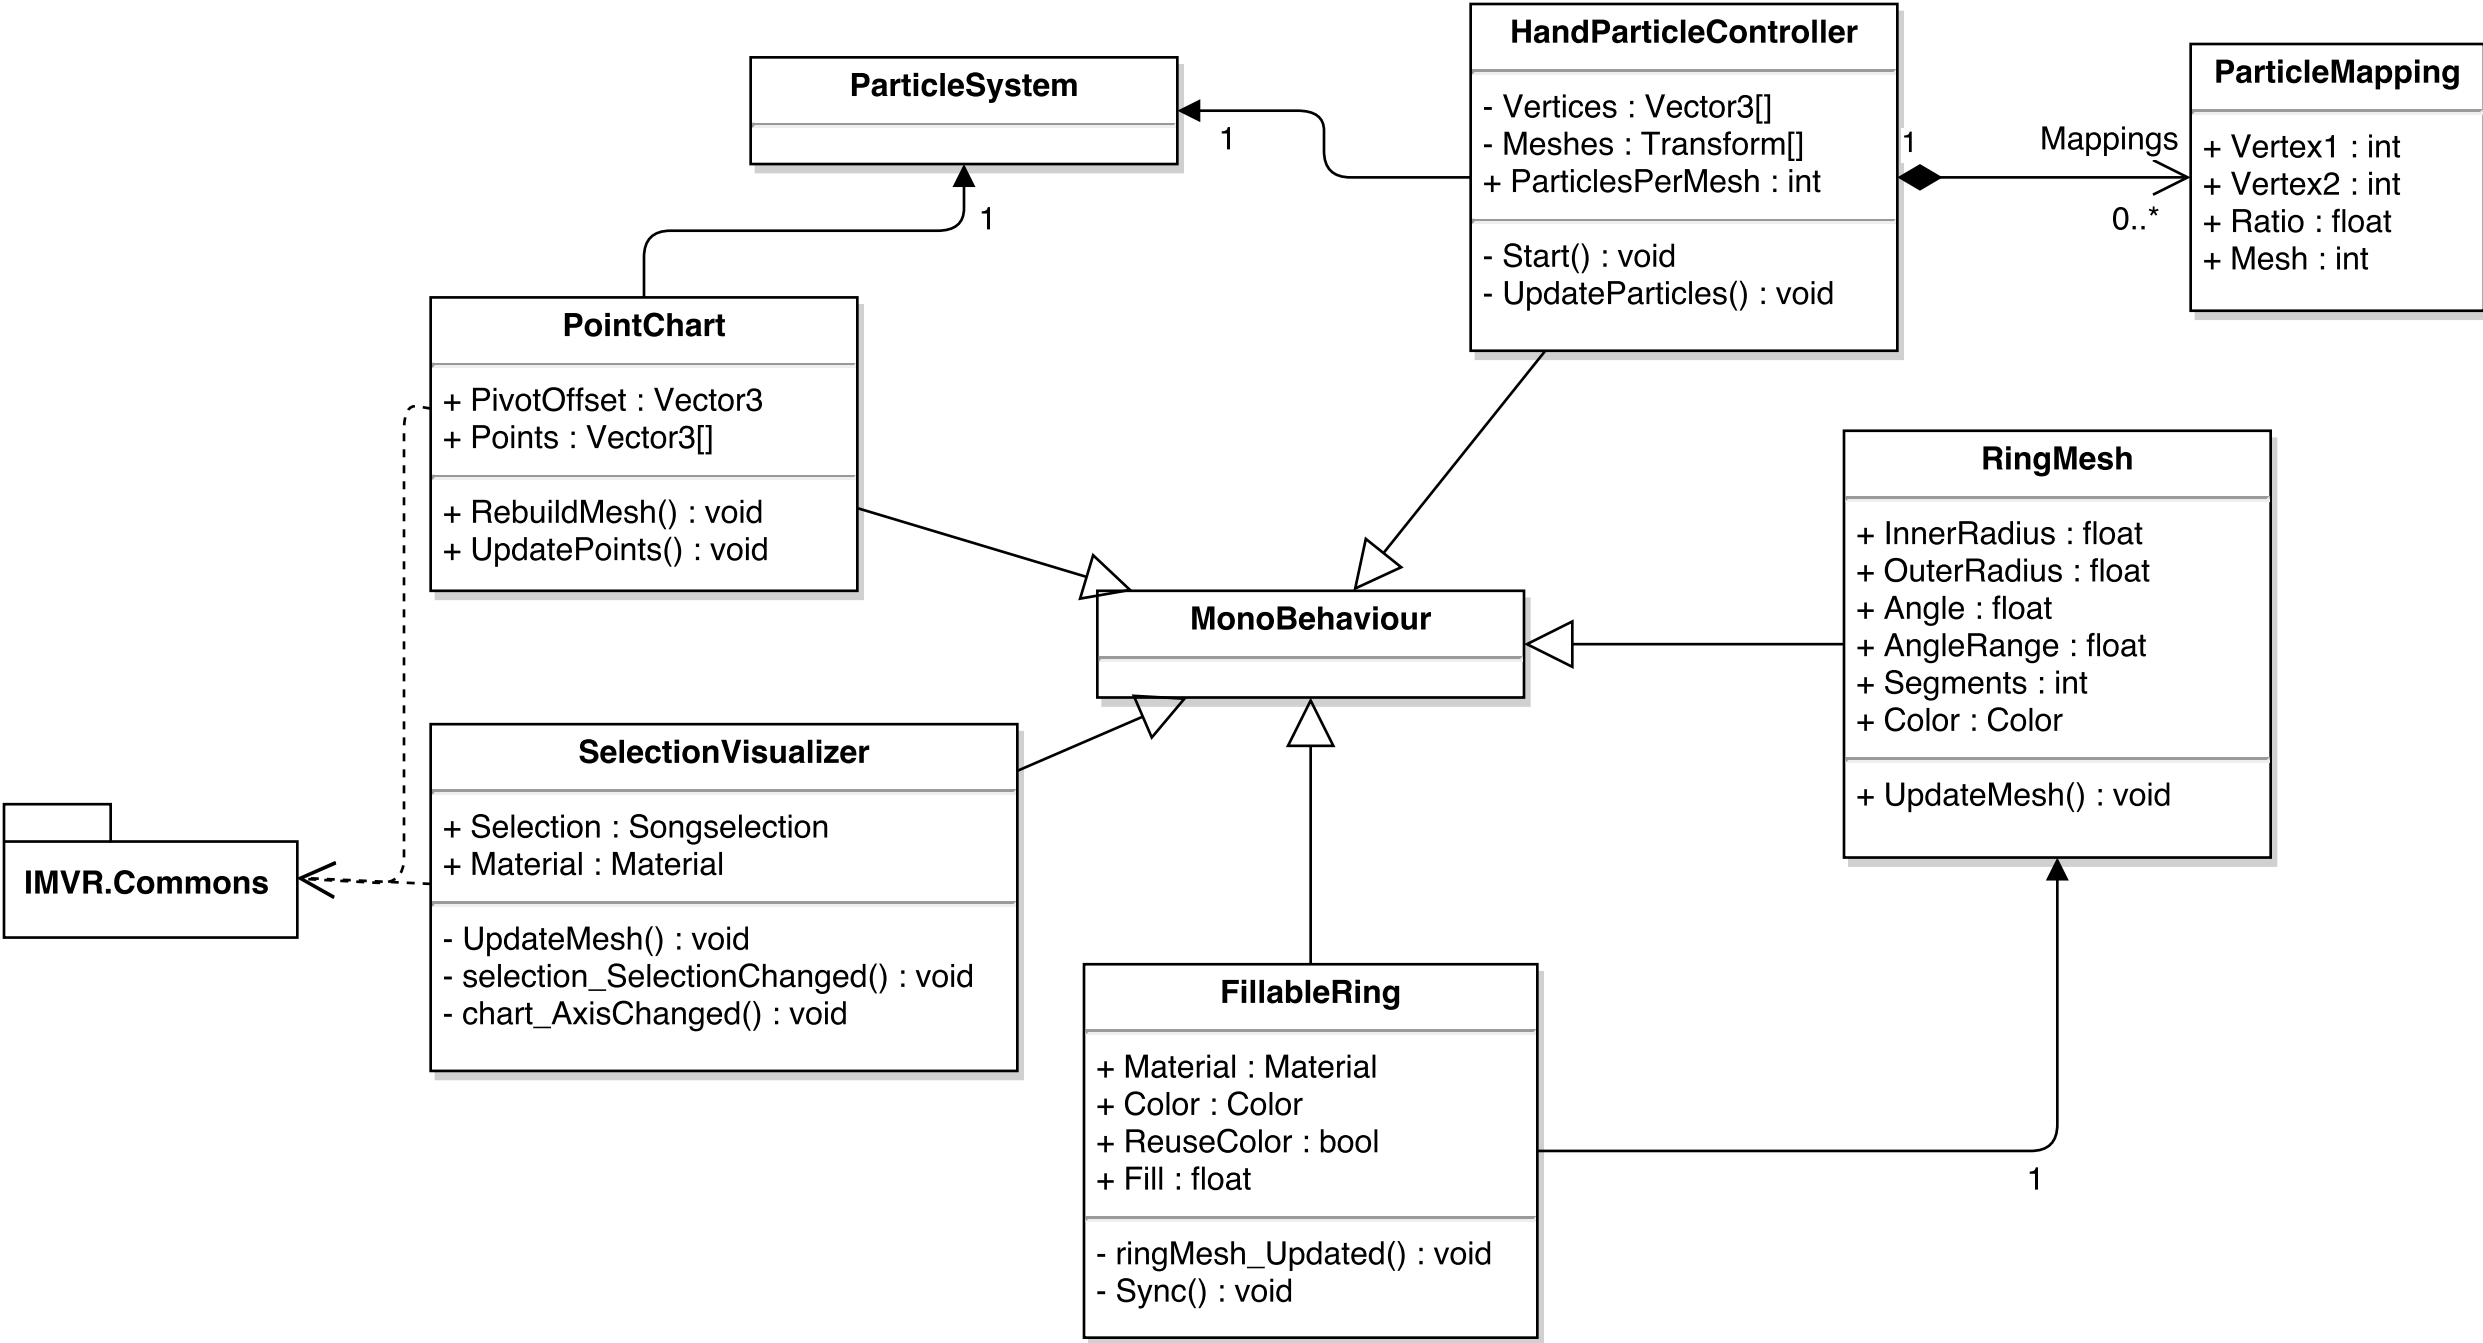 ParticleSystem
1
1
HandParticleController
- Vertices : Vector3[]
- Meshes : Transform[]
+ ParticlesPerMesh : int
- Start() : void
- UpdateParticles() : void
1
Mappings
0..*
ParticleMapping
+ Vertex1 : int
+ Vertex2 : int
+ Ratio : float
+ Mesh : int
PointChart
+ PivotOffset : Vector3
+ Points : Vector3[]
+ RebuildMesh() : void
+ UpdatePoints() : void
MonoBehaviour
RingMesh
+ InnerRadius : float
+ OuterRadius : float
+ Angle : float
+ AngleRange : float
+ Segments : int
+ Color : Color
+ UpdateMesh() : void
SelectionVisualizer
+ Selection : Songselection
+ Material : Material
- UpdateMesh() : void
- selection_SelectionChanged() : void
- chart_AxisChanged() : void
IMVR.Commons
FillableRing
+ Material : Material
+ Color : Color
+ ReuseColor : bool
+ Fill : float
- ringMesh_Updated() : void
- Sync() : void
1